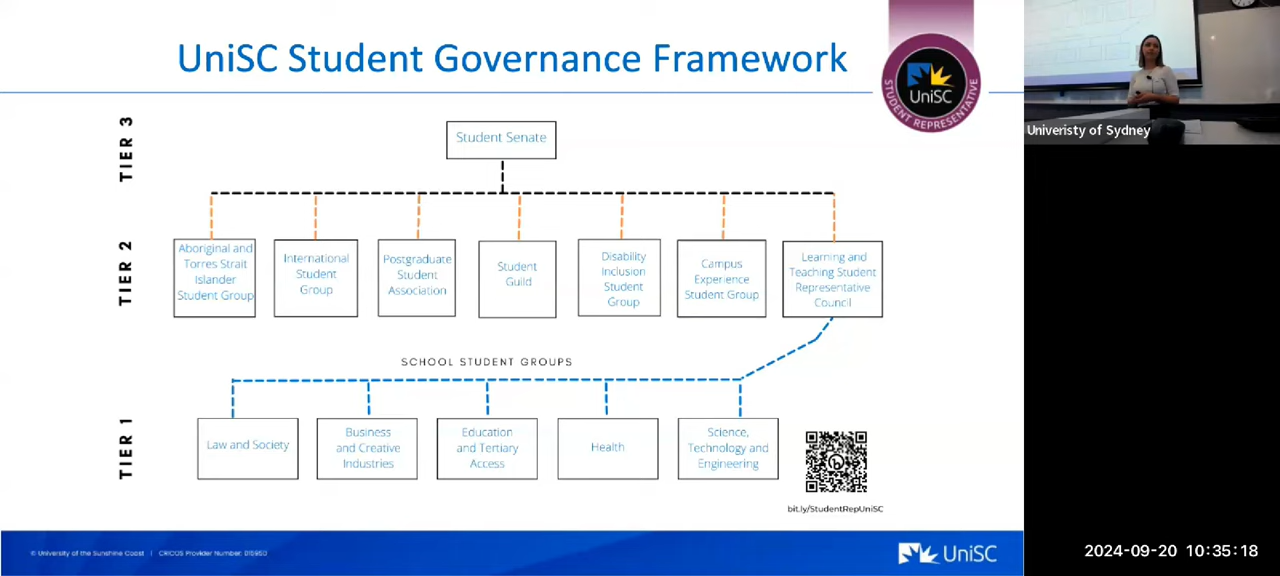 UniSC Student Governance Framework
UniSC
STUDENT REPRESENTATIVE
Univeristy of Sydney
TIER 3
Student Senate
TIER 2
Aboriginal and
Torres Strait
Islander
Student Group
International
Student
Group
Postgraduate
Student
Association
Student
Guild
Disability
Inclusion
Student
Group
Campus
Experience
Student Group
Learning and
Teaching Student
Representative
Council
SCHOOL STUDENT GROUPS
TIER 1
Law and Society
Business
and Creative
Industries
Education
and Tertiary
Access
Health
Science,
Technology and
Engineering
bit.ly/StudentRepUniSC
© University of the Sunshine Coast | CRICOS Provider Number: 01595D
UniSC
2024-09-20 10:35:18